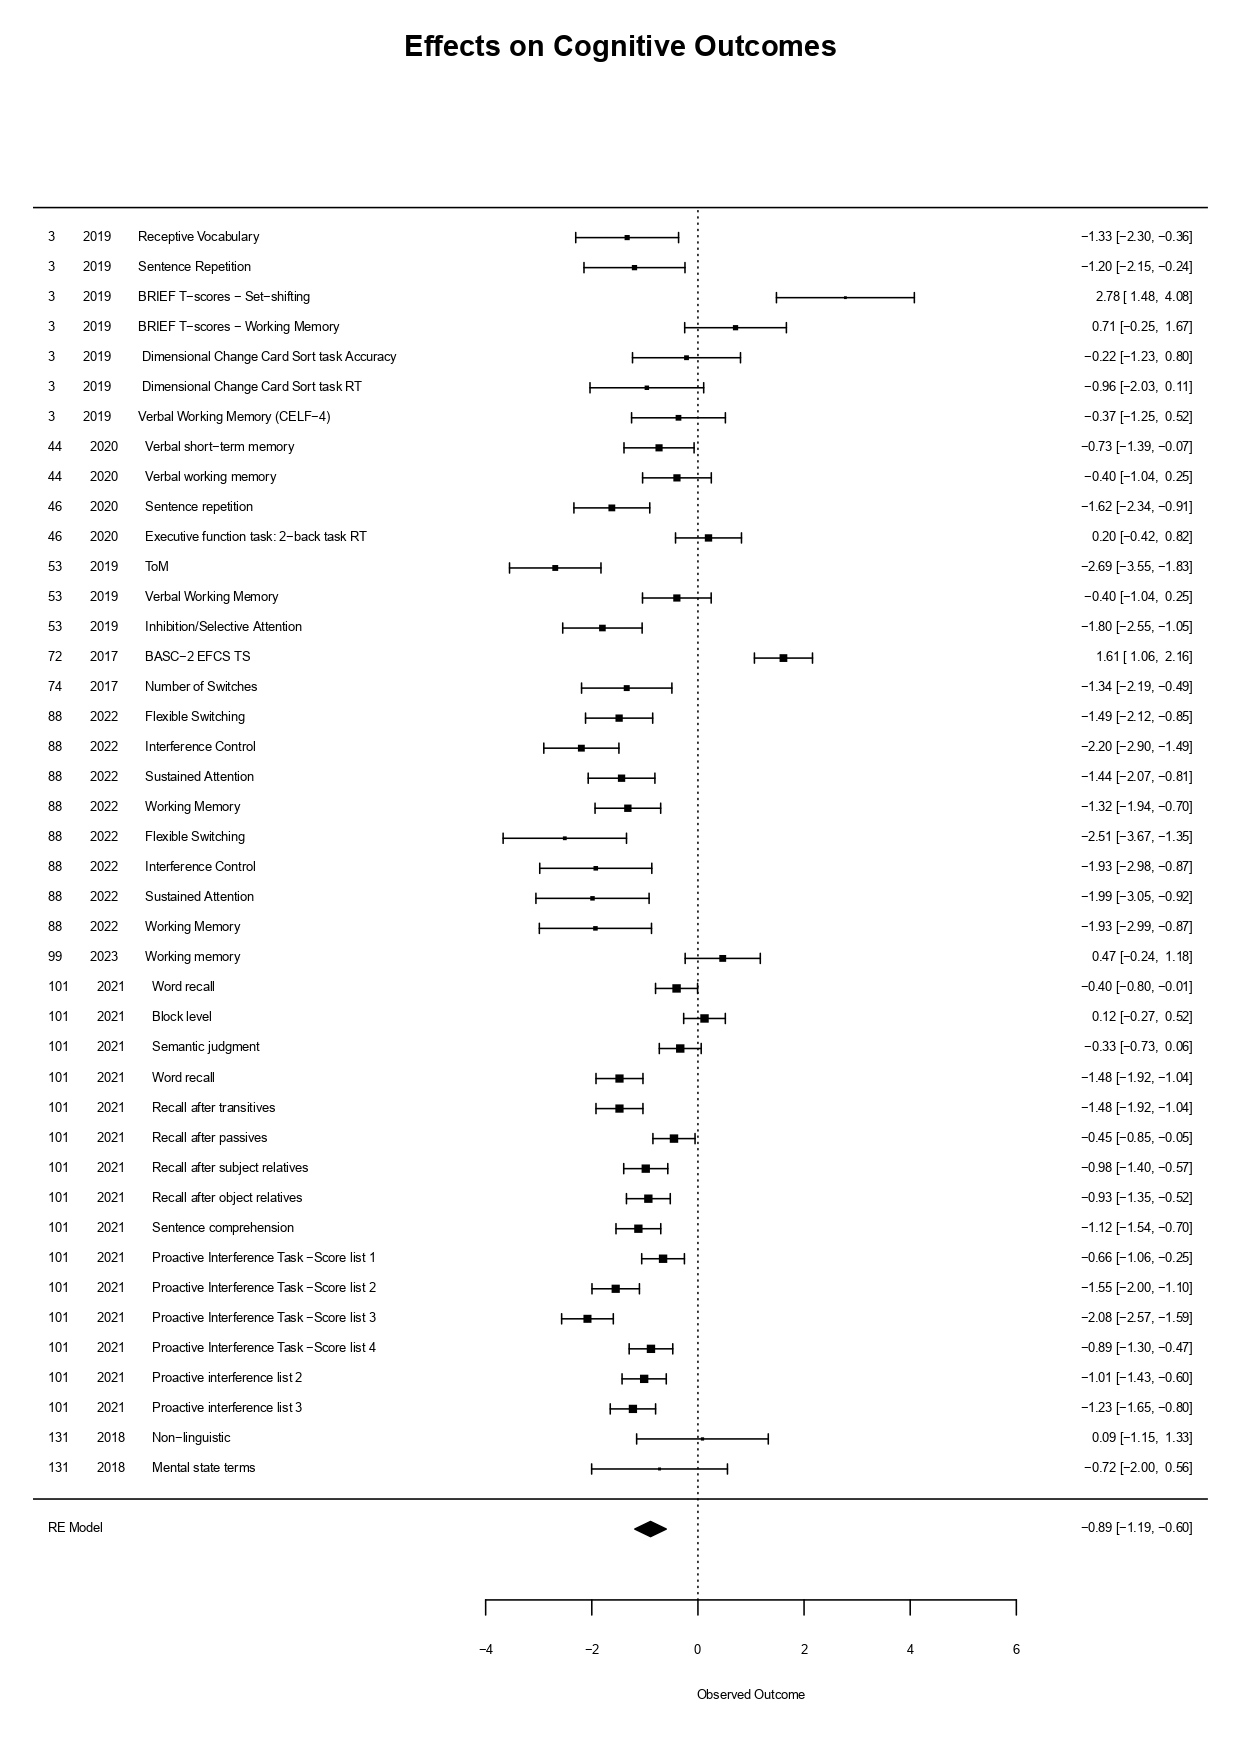 Effects on Cognitive Outcomes
3 2019 Receptive Vocabulary −1.33 [−2.30, −0.36]
3 2019 Sentence Repetition −1.20 [−2.15, −0.24]
3 2019 BRIEF T−scores − Set−shifting 2.78 [ 1.48, 4.08]
3 2019 BRIEF T−scores − Working Memory 0.71 [−0.25, 1.67]
3 2019 Dimensional Change Card Sort task Accuracy −0.22 [−1.23, 0.80]
3 2019 Dimensional Change Card Sort task RT −0.96 [−2.03, 0.11]
3 2019 Verbal Working Memory (CELF−4) −0.37 [−1.25, 0.52]
44 2020 Verbal short−term memory −0.73 [−1.39, −0.07]
44 2020 Verbal working memory −0.40 [−1.04, 0.25]
46 2020 Sentence repetition −1.62 [−2.34, −0.91]
46 2020 Executive function task: 2−back task RT 0.20 [−0.42, 0.82]
53 2019 ToM −2.69 [−3.55, −1.83]
53 2019 Verbal Working Memory −0.40 [−1.04, 0.25]
53 2019 Inhibition/Selective Attention −1.80 [−2.55, −1.05]
72 2017 BASC−2 EFCS TS 1.61 [ 1.06, 2.16]
74 2017 Number of Switches −1.34 [−2.19, −0.49]
88 2022 Flexible Switching −1.49 [−2.12, −0.85]
88 2022 Interference Control −2.20 [−2.90, −1.49]
88 2022 Sustained Attention −1.44 [−2.07, −0.81]
88 2022 Working Memory −1.32 [−1.94, −0.70]
88 2022 Flexible Switching −2.51 [−3.67, −1.35]
88 2022 Interference Control −1.93 [−2.98, −0.87]
88 2022 Sustained Attention −1.99 [−3.05, −0.92]
88 2022 Working Memory −1.93 [−2.99, −0.87]
99 2023 Working memory 0.47 [−0.24, 1.18]
101 2021 Word recall −0.40 [−0.80, −0.01]
101 2021 Block level 0.12 [−0.27, 0.52]
101 2021 Semantic judgment −0.33 [−0.73, 0.06]
101 2021 Word recall −1.48 [−1.92, −1.04]
101 2021 Recall after transitives −1.48 [−1.92, −1.04]
101 2021 Recall after passives −0.45 [−0.85, −0.05]
101 2021 Recall after subject relatives −0.98 [−1.40, −0.57]
101 2021 Recall after object relatives −0.93 [−1.35, −0.52]
101 2021 Sentence comprehension −1.12 [−1.54, −0.70]
101 2021 Proactive Interference Task −Score list 1 −0.66 [−1.06, −0.25]
101 2021 Proactive Interference Task −Score list 2 −1.55 [−2.00, −1.10]
101 2021 Proactive Interference Task −Score list 3 −2.08 [−2.57, −1.59]
101 2021 Proactive Interference Task −Score list 4 −0.89 [−1.30, −0.47]
101 2021 Proactive interference list 2 −1.01 [−1.43, −0.60]
101 2021 Proactive interference list 3 −1.23 [−1.65, −0.80]
131 2018 Non−linguistic 0.09 [−1.15, 1.33]
131 2018 Mental state terms −0.72 [−2.00, 0.56]
RE Model −0.89 [−1.19, −0.60]
−4 −2 0 2 4 6
Observed Outcome